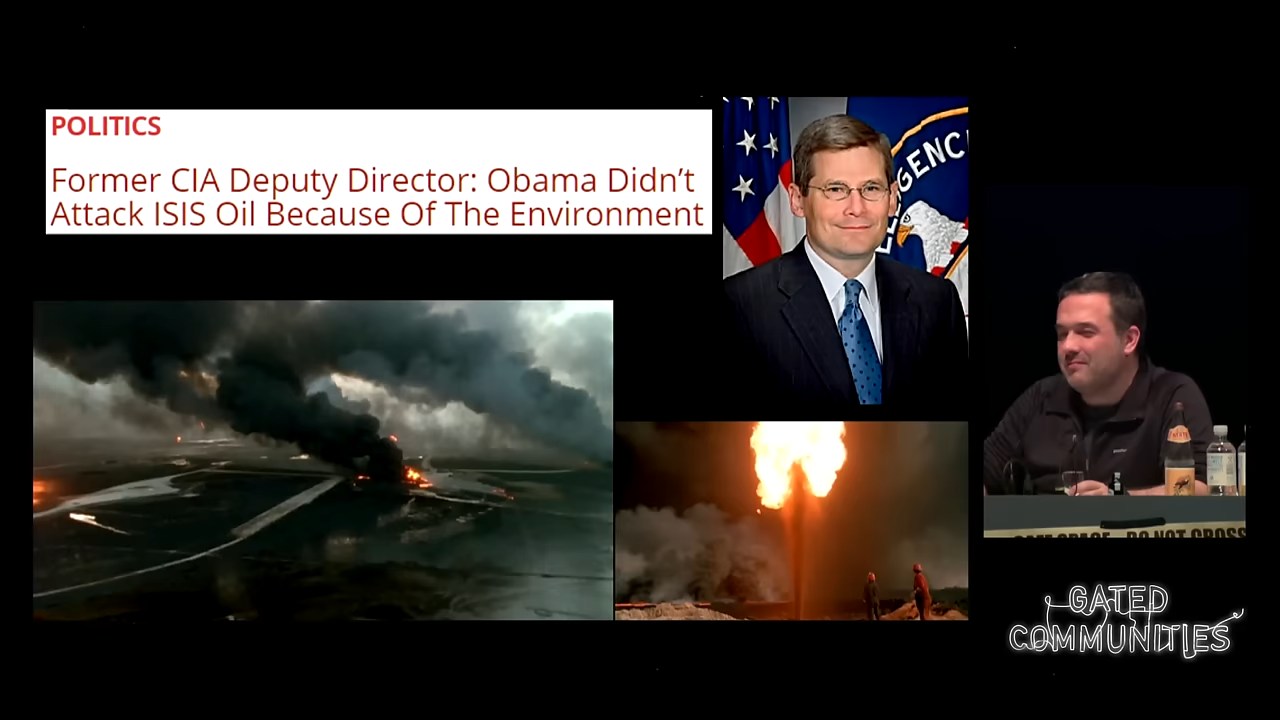 POLITICS
Former CIA Deputy Director: Obama Didn't
Attack ISIS Oil Because Of The Environment
GATED
COMMUNITIES